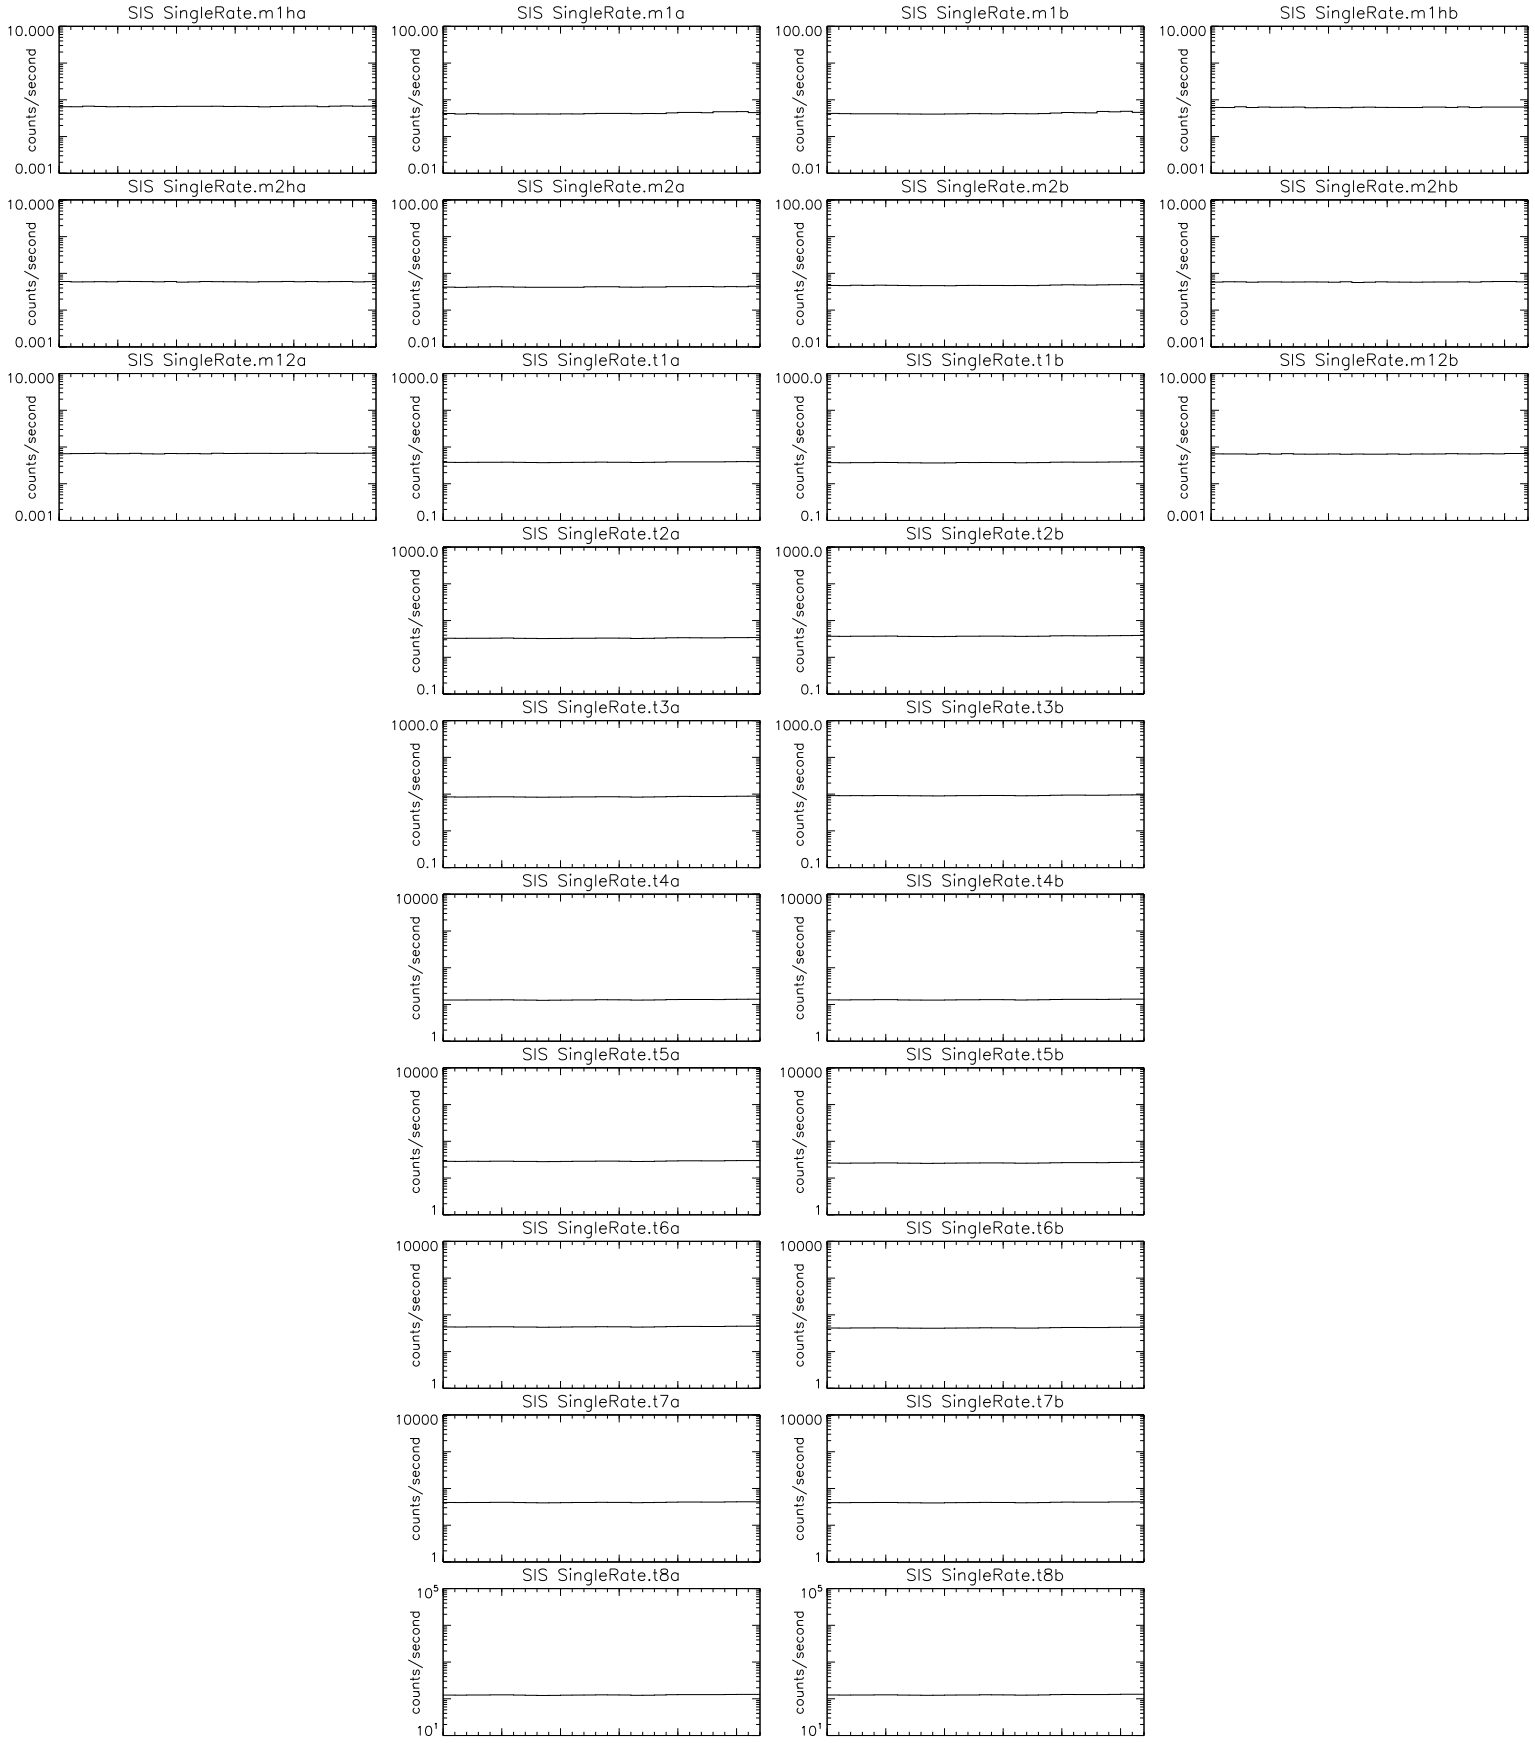 SIS SingleRate.m1ha
SIS SingleRate.m1a
SIS SingleRate.m1b
SIS SingleRate.m1hb
10.000
counts/second
0.001
100.00
counts/second
0.01
100.00
counts/second
0.01
10.000
counts/second
0.001
SIS SingleRate.m2ha
SIS SingleRate.m2a
SIS SingleRate.m2b
SIS SingleRate.m2hb
10.000
counts/second
0.001
100.00
counts/second
0.01
100.00
counts/second
0.01
10.000
counts/second
0.001
SIS SingleRate.m12a
SIS SingleRate.t1a
SIS SingleRate.t1b
SIS SingleRate.m12b
10.000
counts/second
0.001
1000.0
counts/second
0.1
1000.0
counts/second
0.1
10.000
counts/second
0.001
SIS SingleRate.t2a
SIS SingleRate.t2b
1000.0
counts/second
0.1
1000.0
counts/second
0.1
SIS SingleRate.t3a
SIS SingleRate.t3b
1000.0
counts/second
0.1
1000.0
counts/second
0.1
SIS SingleRate.t4a
SIS SingleRate.t4b
10000
counts/second
1
10000
counts/second
1
SIS SingleRate.t5a
SIS SingleRate.t5b
10000
counts/second
1
10000
counts/second
1
SIS SingleRate.t6a
SIS SingleRate.t6b
10000
counts/second
1
10000
counts/second
1
SIS SingleRate.t7a
SIS SingleRate.t7b
10000
counts/second
1
10000
counts/second
1
SIS SingleRate.t8a
SIS SingleRate.t8b
10⁵
counts/second
10¹
10⁵
counts/second
10¹